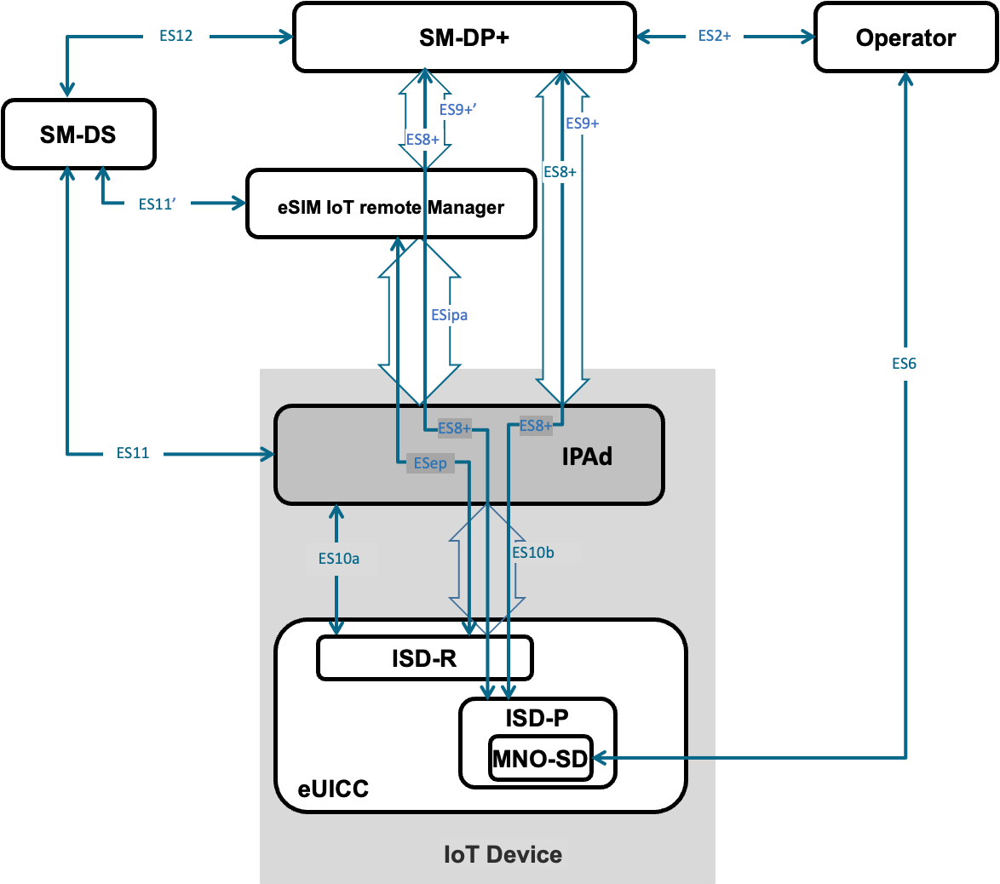 ES12
SM-DP+
ES2+
Operator
SM-DS
ES9+’
ES8+
ES9+
ES8+
ES11’
eSIM IoT remote Manager
ESipa
ES6
ES8+
ES8+
ES11
IPAd
ESep
ES10a
ES10b
ISD-R
ISD-P
MNO-SD
eUICC
IoT Device